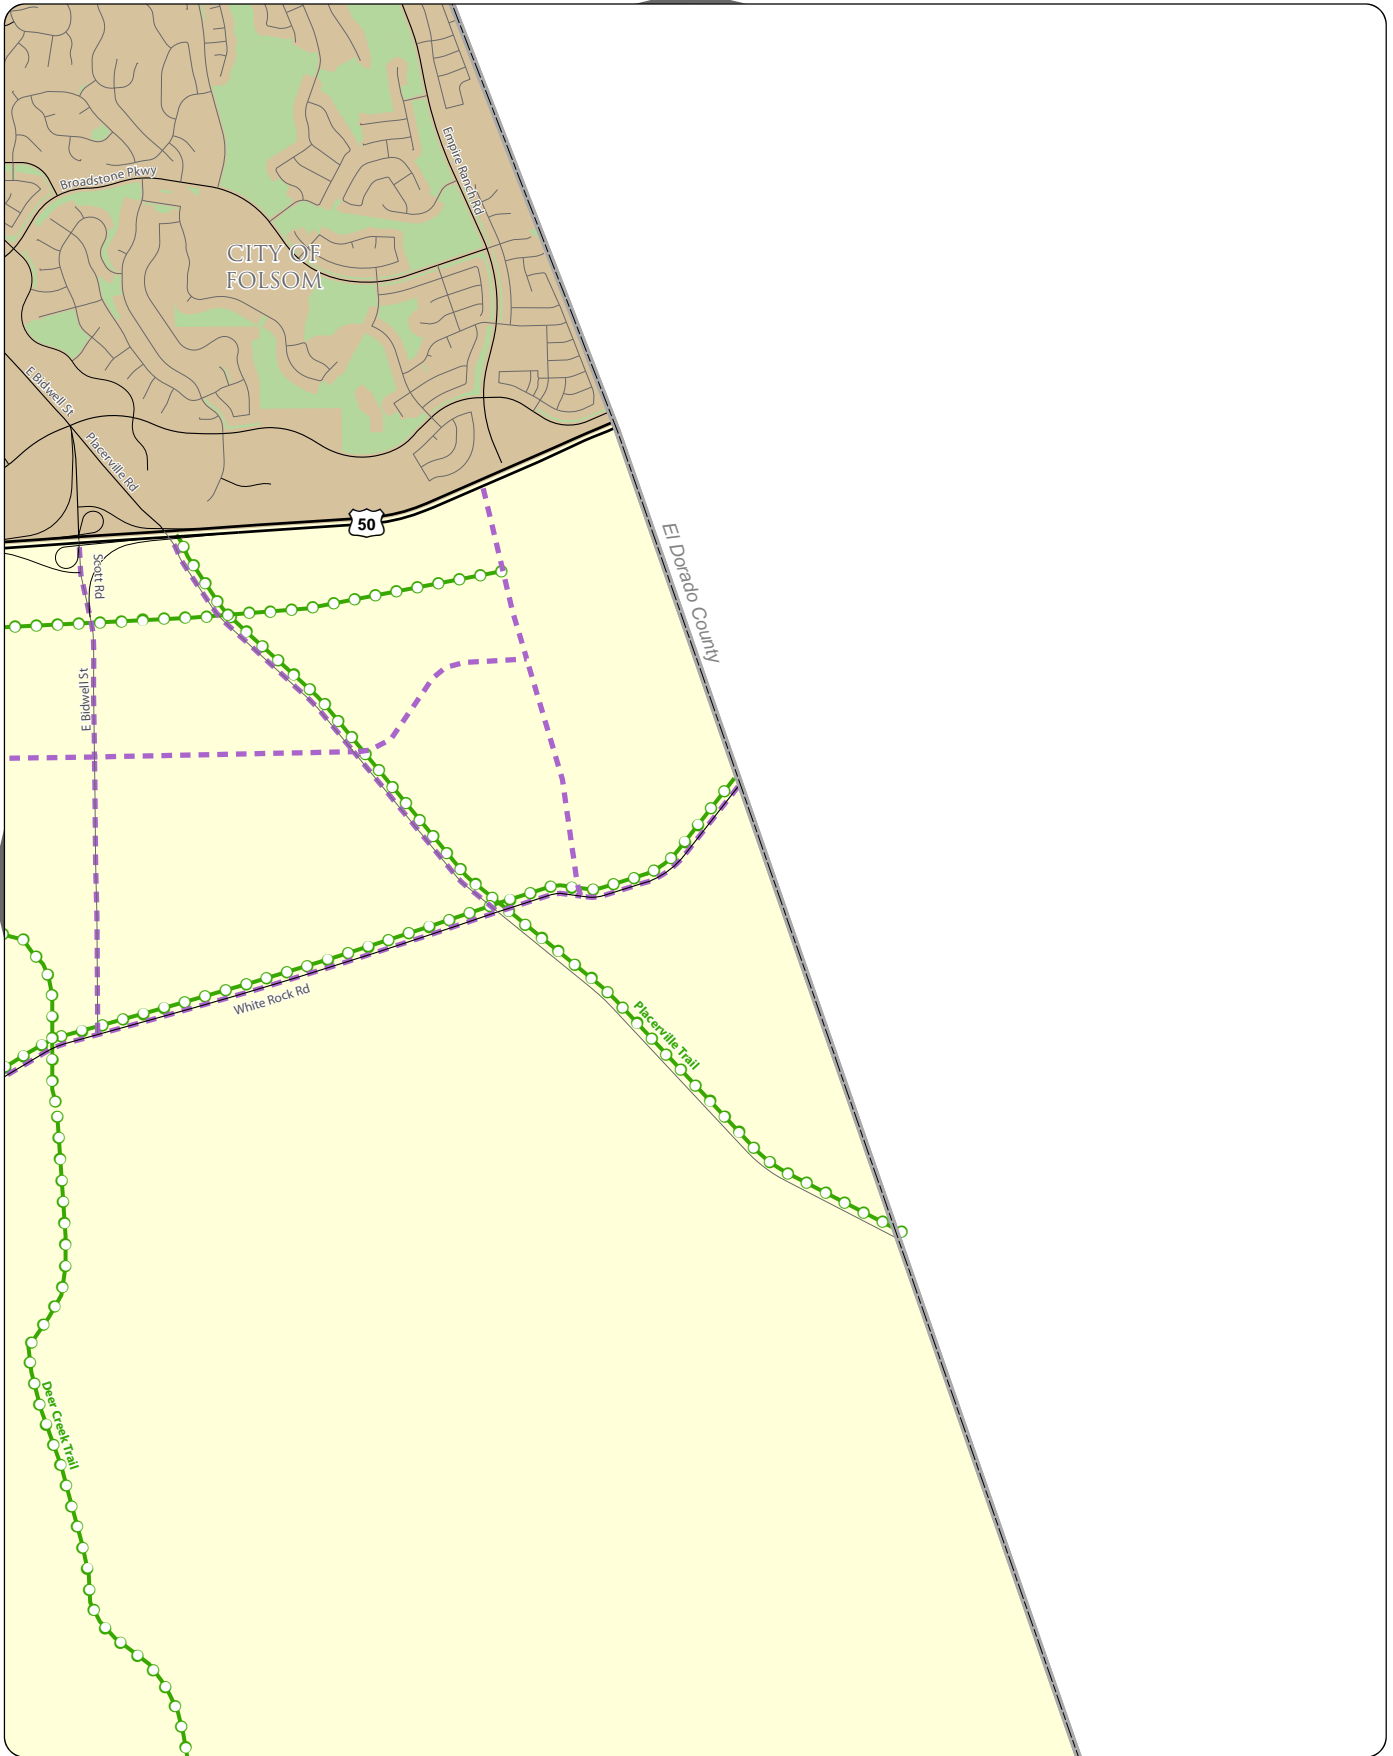 Empire Ranch Rd
Broadstone Pkwy
CITY OF
FOLSOM
E Bidwell St
Placerville Rd
50
Scott Rd
El Dorado County
E Bidwell St
White Rock Rd
Placerville Trail
Deer Creek Trail